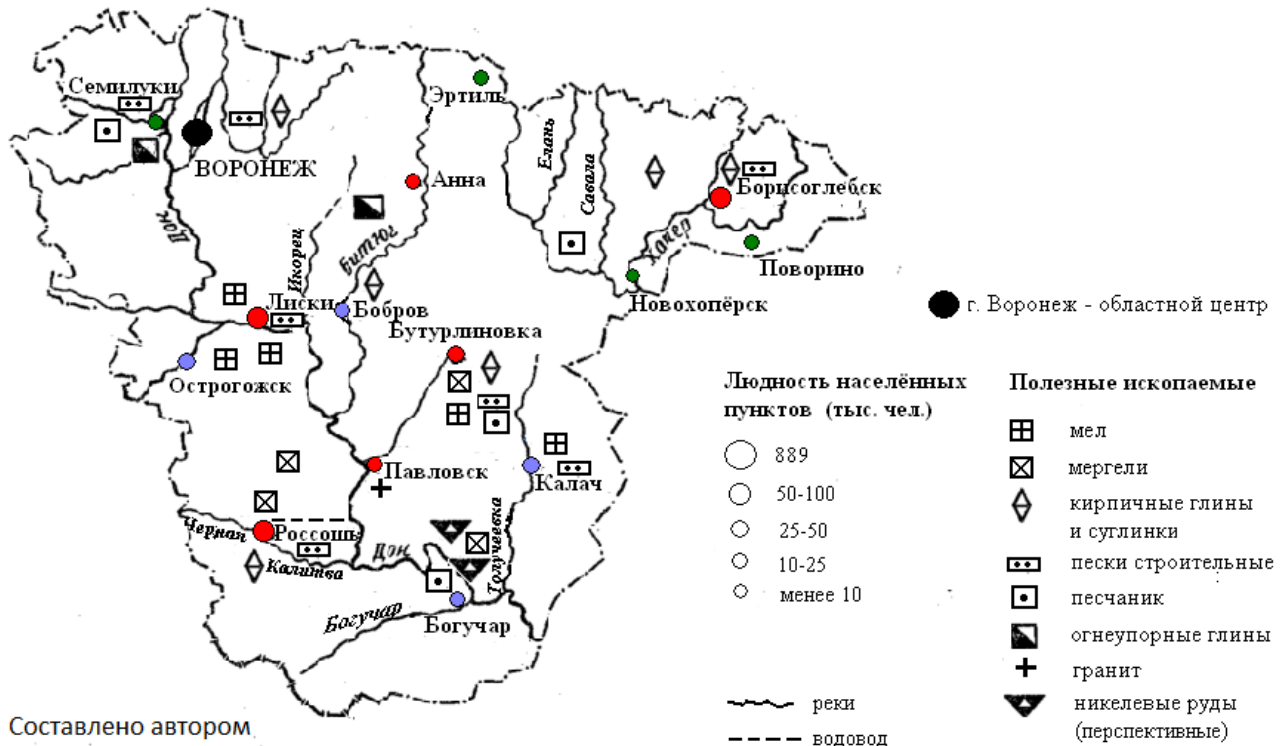 Семилуки
Эртиль
ВОРОНЕЖ
Анна
Елань
Савала
Борисоглебск
Дон
Икорец
Битюг
Хопер
Поворино
Новохопёрск
Лиски
Бобров
Бутурлиновка
Острогожск
Павловск
Калач
Черная
Россошь
Калитва
Дон
Толучеевка
Богучар
Богучар
г. Воронеж - областной центр
Людность населённых
пунктов (тыс. чел.)
889
50-100
25-50
10-25
менее 10
реки
водовод
Полезные ископаемые
мел
мергели
кирпичные глины
и суглинки
пески строительные
песчаник
огнеупорные глины
гранит
никелевые руды
(перспективные)
Составлено автором